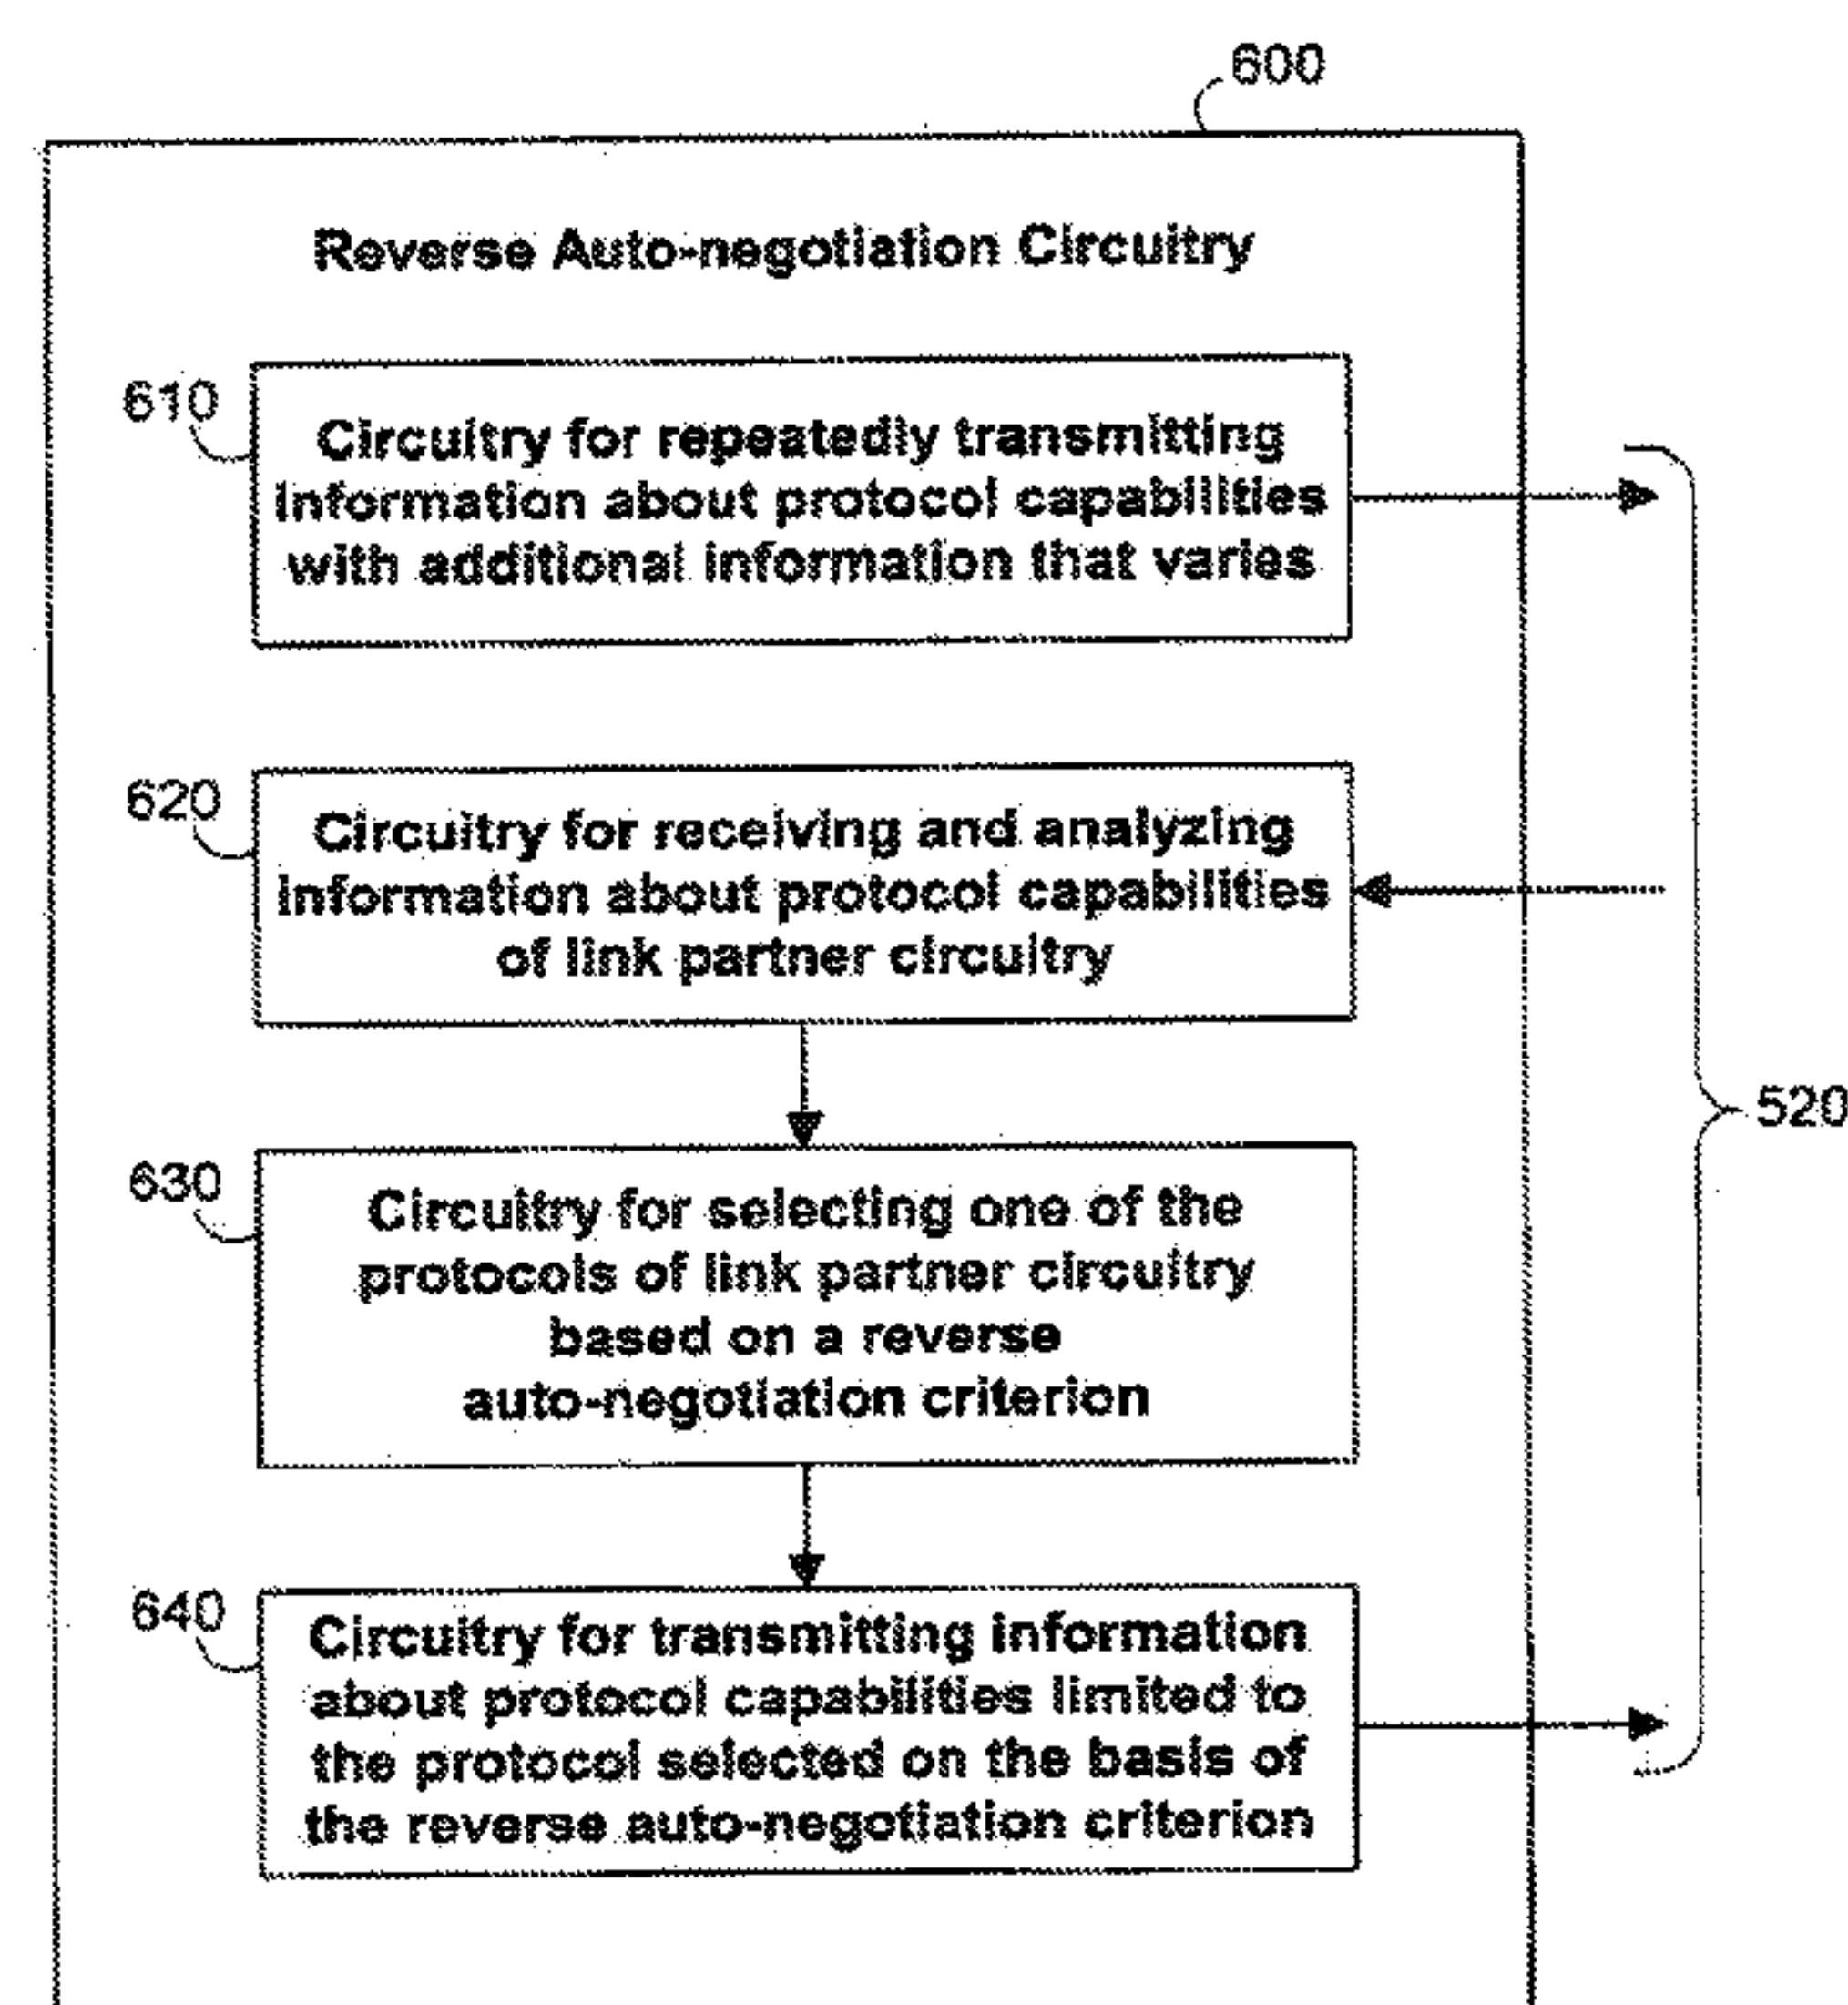 600
Reverse Auto-negotiation Circuitry
610
Circuitry for repeatedly transmitting
information about protocol capabilities
with additional information that varies
620
Circuitry for receiving and analyzing
information about protocol capabilities
of link partner circuitry
520
630
Circuitry for selecting one of the
protocols of link partner circuitry
based on a reverse
auto-negotiation criterion
640
Circuitry for transmitting information
about protocol capabilities limited to
the protocol selected on the basis of
the reverse auto-negotiation criterion